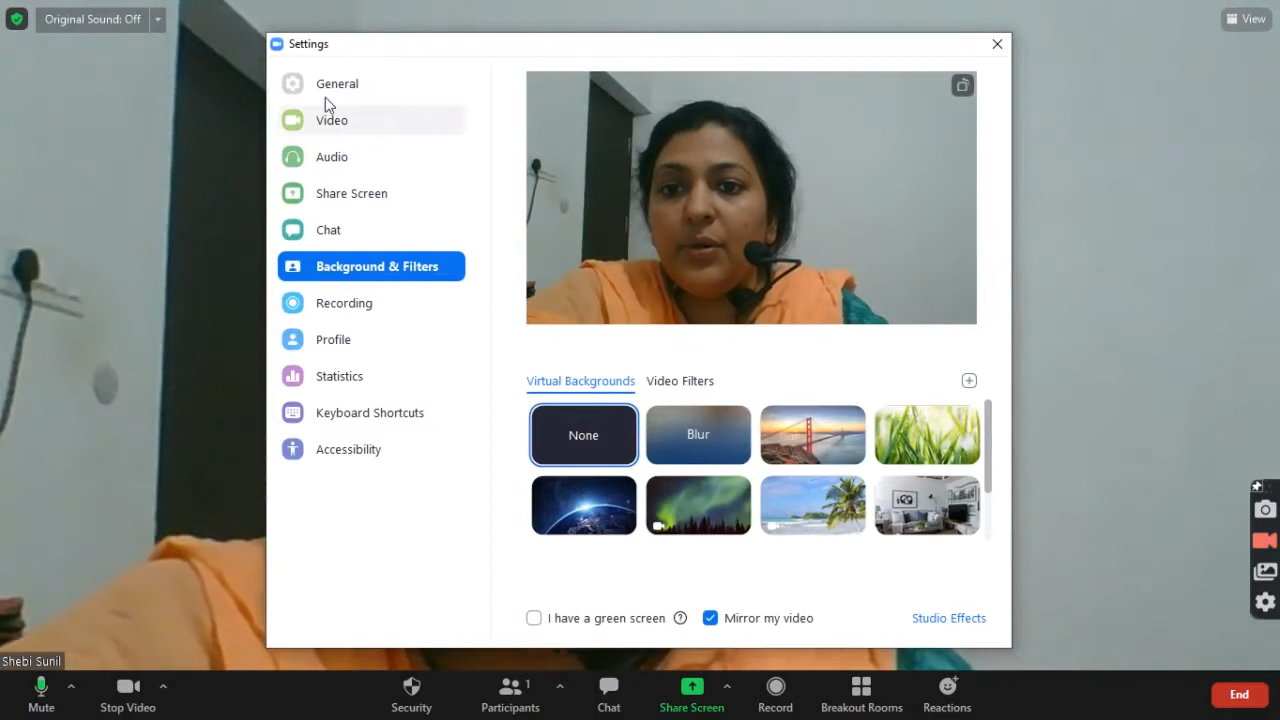 Original Sound: Off
View
Settings
General
Video
Audio
Share Screen
Chat
Background & Filters
Recording
Profile
Statistics
Keyboard Shortcuts
Accessibility
Virtual Backgrounds
Video Filters
None
Blur
I have a green screen
Mirror my video
Studio Effects
Shebi Sunil
Mute
Stop Video
Security
1
Participants
Chat
Share Screen
Record
Breakout Rooms
Reactions
End